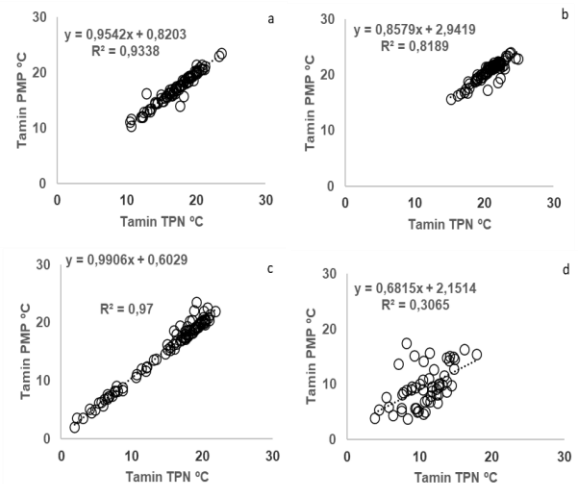 a
y = 0,9542x + 0,8203
R² = 0,9338
30
20
10
0
Tamin PMP ºC
0 10 20 30
Tamin TPN ºC
b
y = 0,8579x + 2,9419
R² = 0,8189
30
20
10
0
Tamin PMP ºC
0 10 20 30
Tamin TPN ºC
c
y = 0,9906x + 0,6029
R² = 0,97
30
20
10
0
Tamin PMP ºC
0 10 20 30
Tamin TPN ºC
d
y = 0,6815x + 2,1514
R² = 0,3065
30
20
10
0
Tamin PMP ºC
0 10 20 30
Tamin TPN ºC